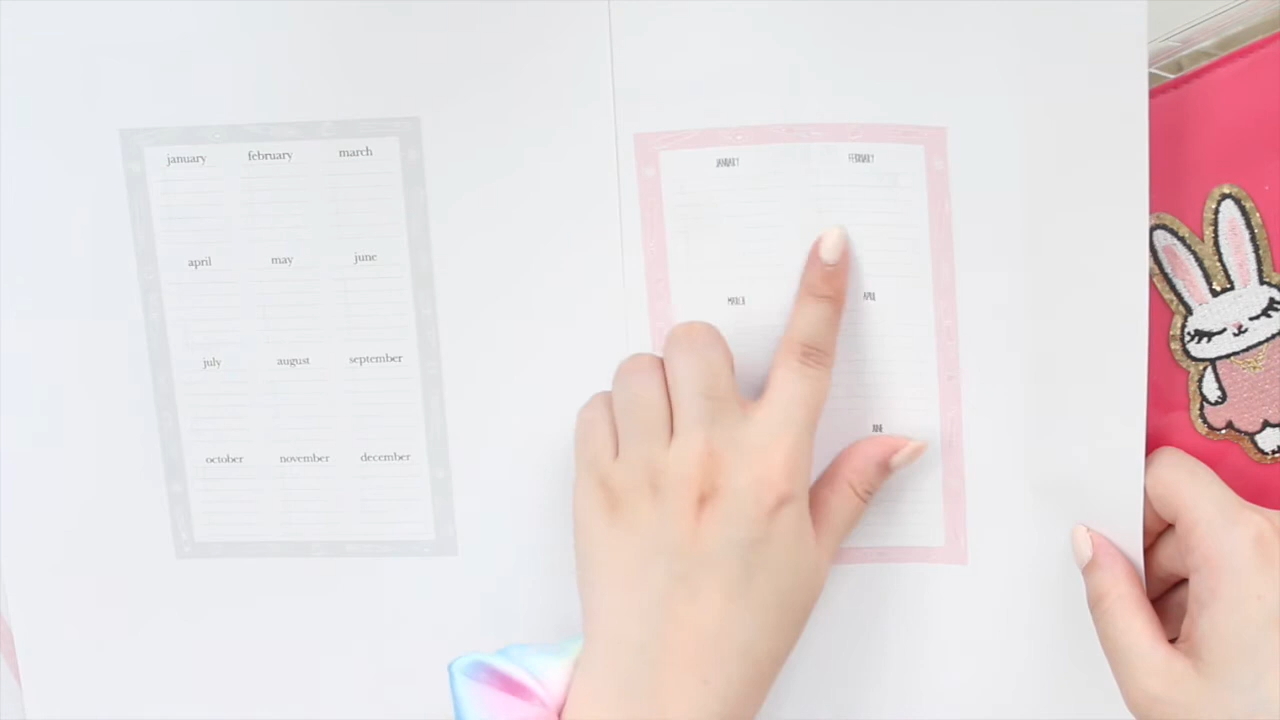 january february march
april may june
july august september
october november december
JANUARY FEBRUARY
MARCH APRIL
JUNE